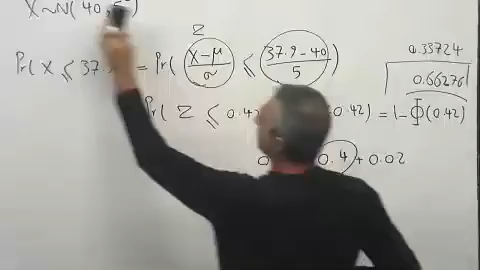 X~N(40,
Z
Pr( X ⩽ 37. = Pr( X-μ/σ ⩽ 37.9-40/5 )
0.33724
0.66276
Pr( Z ⩽ 0.42 0.42) = 1-Φ(0.42)
0.4 + 0.02